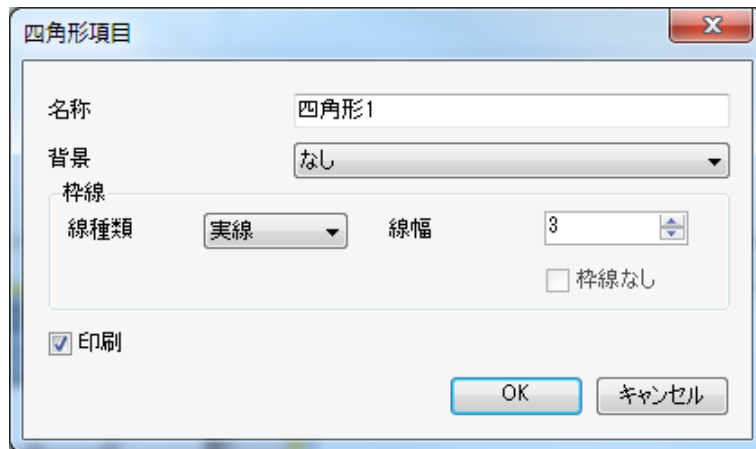 四角形項目
名称 四角形1
背景 なし
枠線
線種類 実線 線幅 3
枠線なし
印刷
OK キャンセル